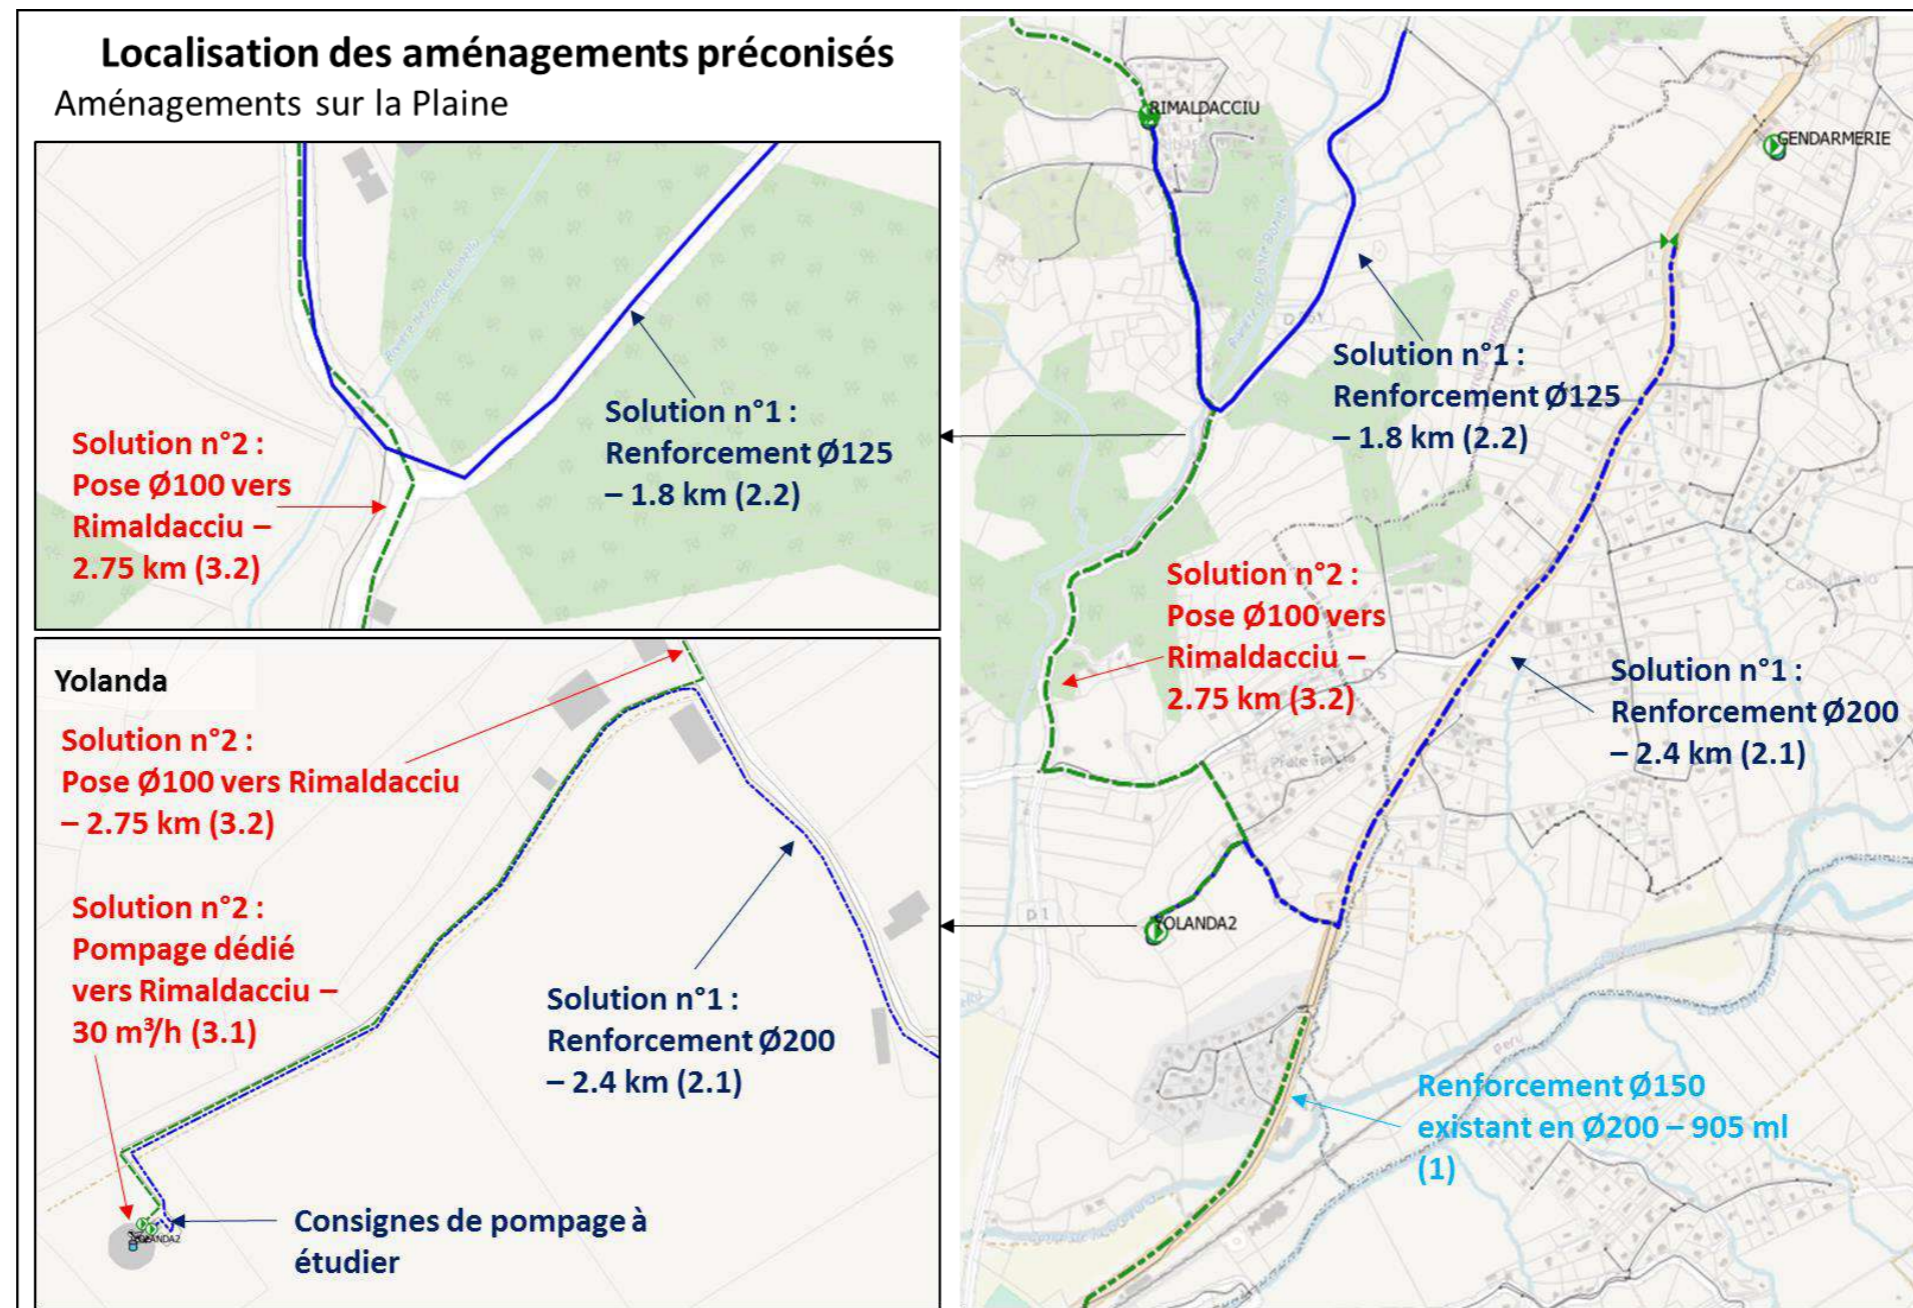 Localisation des aménagements préconisés
Aménagements sur la Plaine
Solution n°1 :
Renforcement Ø125
– 1.8 km (2.2)
Solution n°2 :
Pose Ø100 vers
Rimaldacciu –
2.75 km (3.2)
Yolanda
Solution n°2 :
Pose Ø100 vers Rimaldacciu
– 2.75 km (3.2)
Solution n°2 :
Pompage dédié
vers Rimaldacciu –
30 m³/h (3.1)
Solution n°1 :
Renforcement Ø200
– 2.4 km (2.1)
Consignes de pompage à
étudier
YOLANDA2
RIMALDACCIU
GENDARMERIE
Solution n°1 :
Renforcement Ø125
– 1.8 km (2.2)
Solution n°2 :
Pose Ø100 vers
Rimaldacciu –
2.75 km (3.2)
D 5
Solution n°1 :
Renforcement Ø200
– 2.4 km (2.1)
D 1
YOLANDA2
Renforcement Ø150
existant en Ø200 – 905 ml
(1)